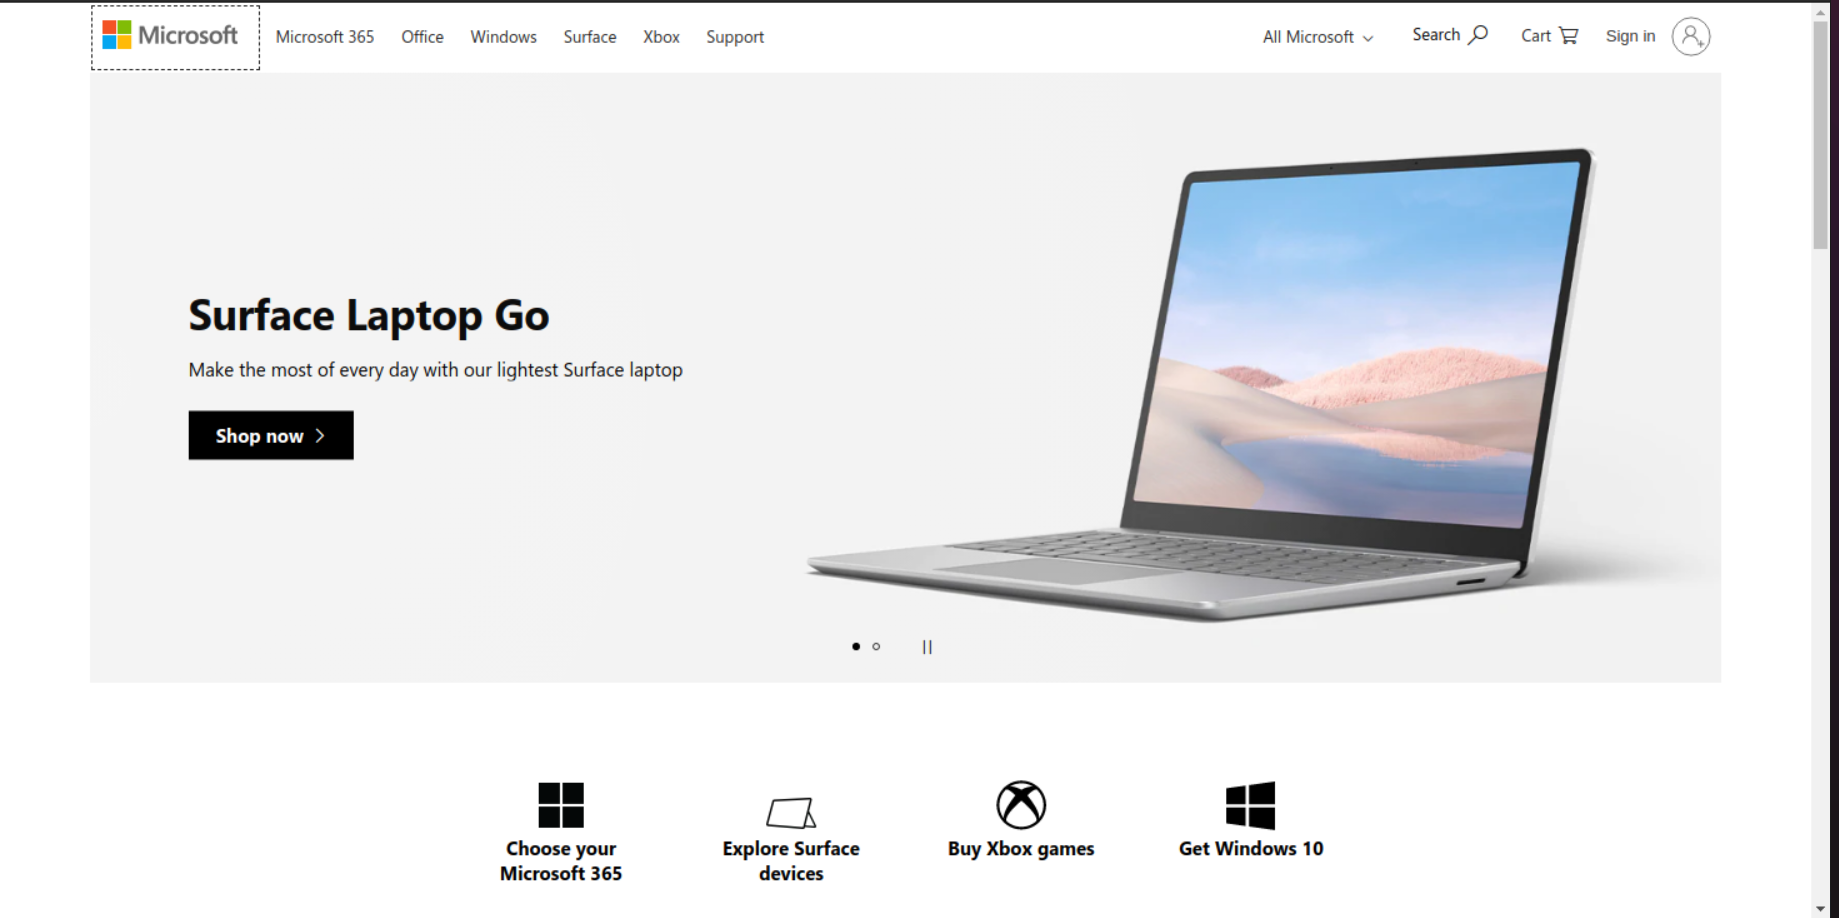 Microsoft
Microsoft 365 Office Windows Surface Xbox Support
All Microsoft Search Cart Sign in
Surface Laptop Go
Make the most of every day with our lightest Surface laptop
Shop now
Choose your
Microsoft 365
Explore Surface
devices
Buy Xbox games
Get Windows 10